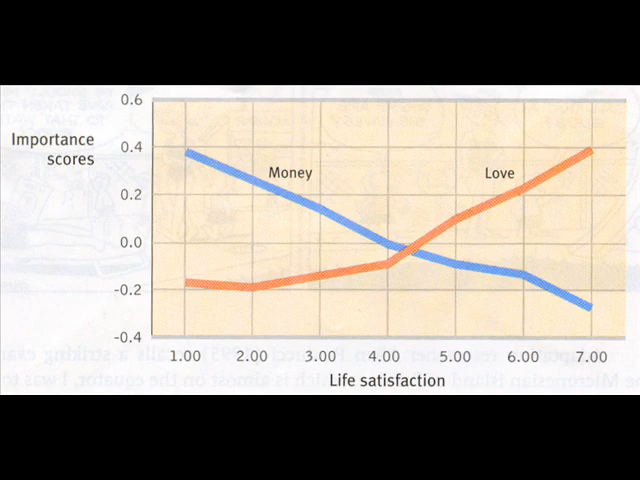 0.6
Importance
scores
0.4
0.2
0.0
-0.2
-0.4
Money
Love
1.00 2.00 3.00 4.00 5.00 6.00 7.00
Life satisfaction